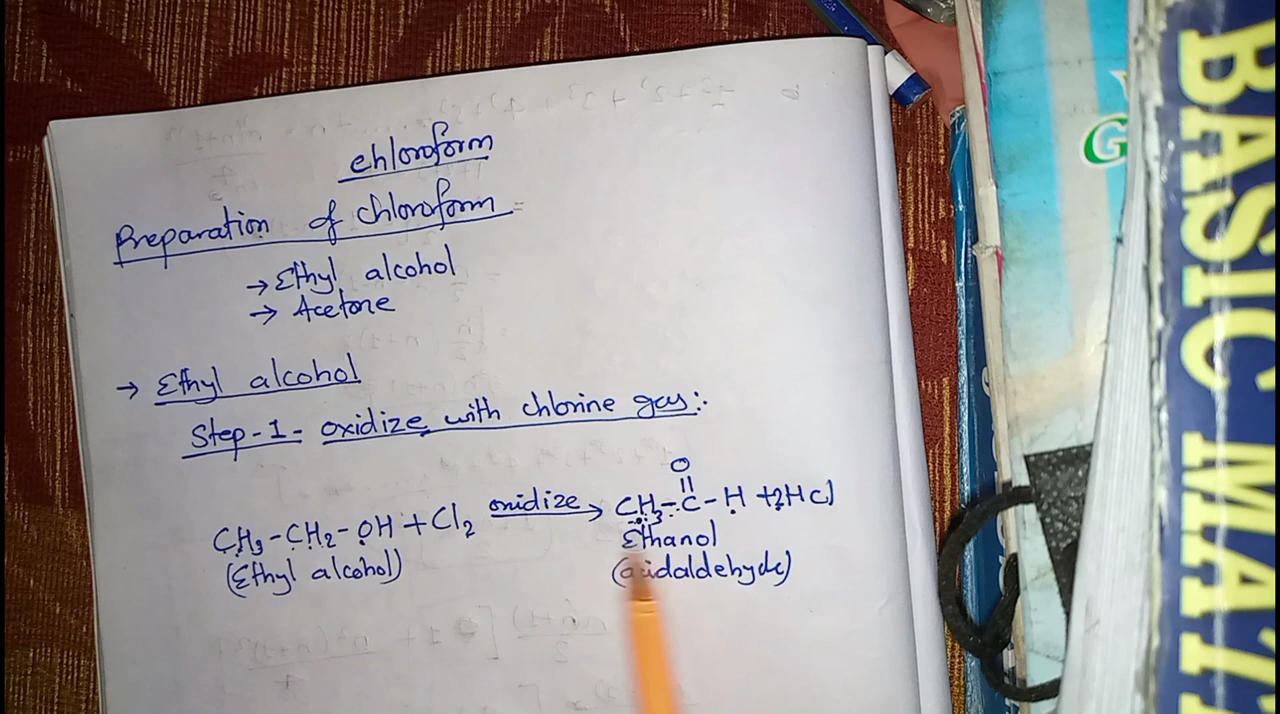 chloroform
Preparation of chloroform =
→ Ethyl alcohol
→ Acetone
→ Ethyl alcohol
Step-1- oxidize with chlorine gas:-
O
||
CH3-CH2-OH + Cl2 oxidize → CH3-C-H + 2HCl
(Ethyl alcohol)
Ethanol
(acidaldehyde)
G
BASIC MAT